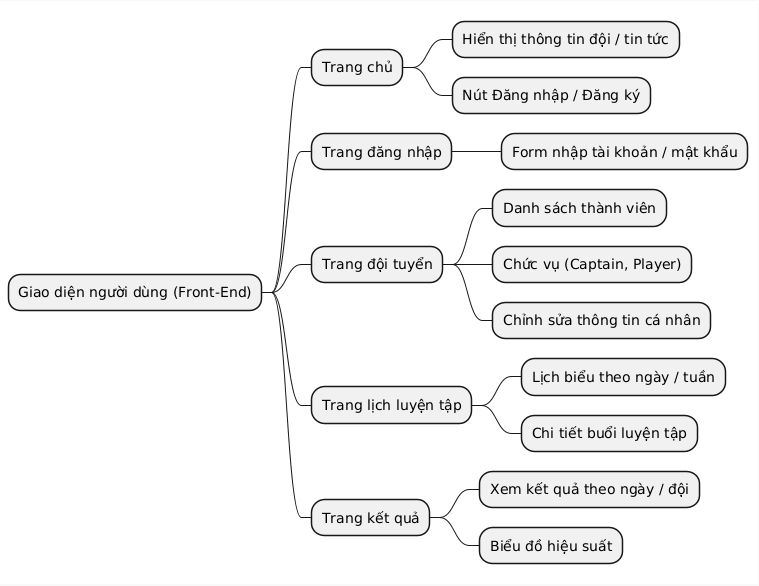 Giao diện người dùng (Front-End)
Trang chủ
Hiển thị thông tin đội / tin tức
Nút Đăng nhập / Đăng ký
Trang đăng nhập
Form nhập tài khoản / mật khẩu
Trang đội tuyển
Danh sách thành viên
Chức vụ (Captain, Player)
Chỉnh sửa thông tin cá nhân
Trang lịch luyện tập
Lịch biểu theo ngày / tuần
Chi tiết buổi luyện tập
Trang kết quả
Xem kết quả theo ngày / đội
Biểu đồ hiệu suất